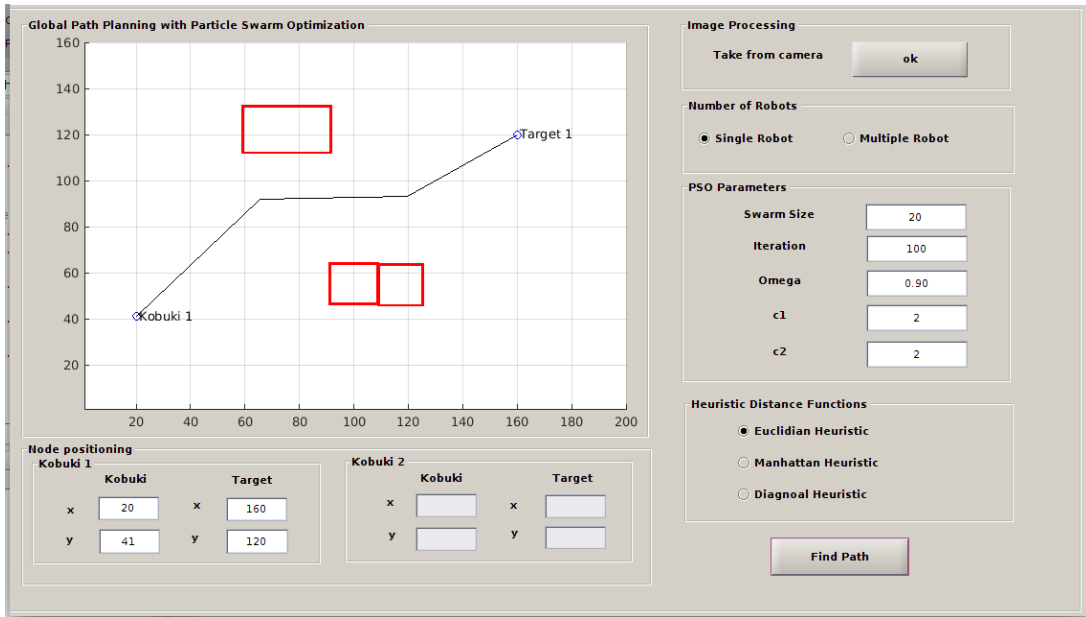 Global Path Planning with Particle Swarm Optimization
160
140
120
100
80
60
40
20
20 40 60 80 100 120 140 160 180 200
Target 1
Kobuki 1
Image Processing
Take from camera ok
Number of Robots
Single Robot Multiple Robot
PSO Parameters
Swarm Size 20
Iteration 100
Omega 0.90
c1 2
c2 2
Heuristic Distance Functions
Euclidian Heuristic
Manhattan Heuristic
Diagnoal Heuristic
Find Path
Node positioning
Kobuki 1
Kobuki Target
x 20 x 160
y 41 y 120
Kobuki 2
Kobuki Target
x x
y y